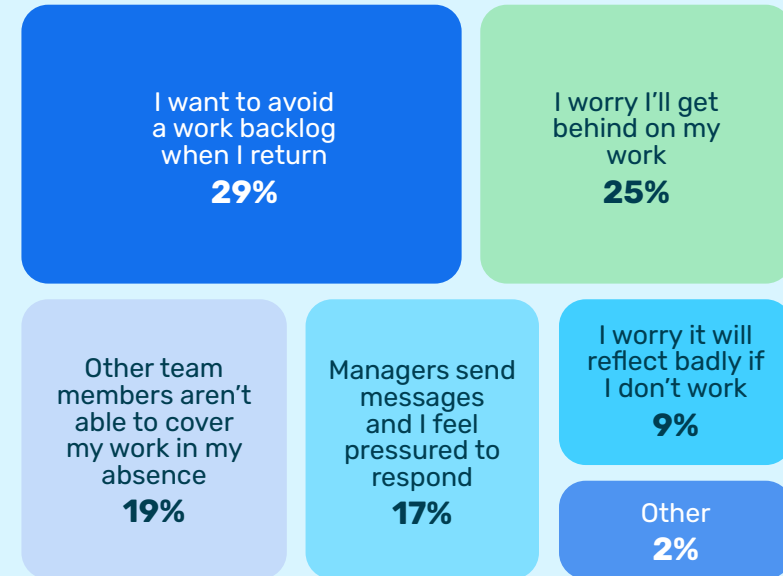 I want to avoid
a work backlog
when I return
29%
I worry I’ll get
behind on my
work
25%
Other team
members aren’t
able to cover
my work in my
absence
19%
Managers send
messages
and I feel
pressured to
respond
17%
I worry it will
reflect badly if
I don’t work
9%
Other
2%